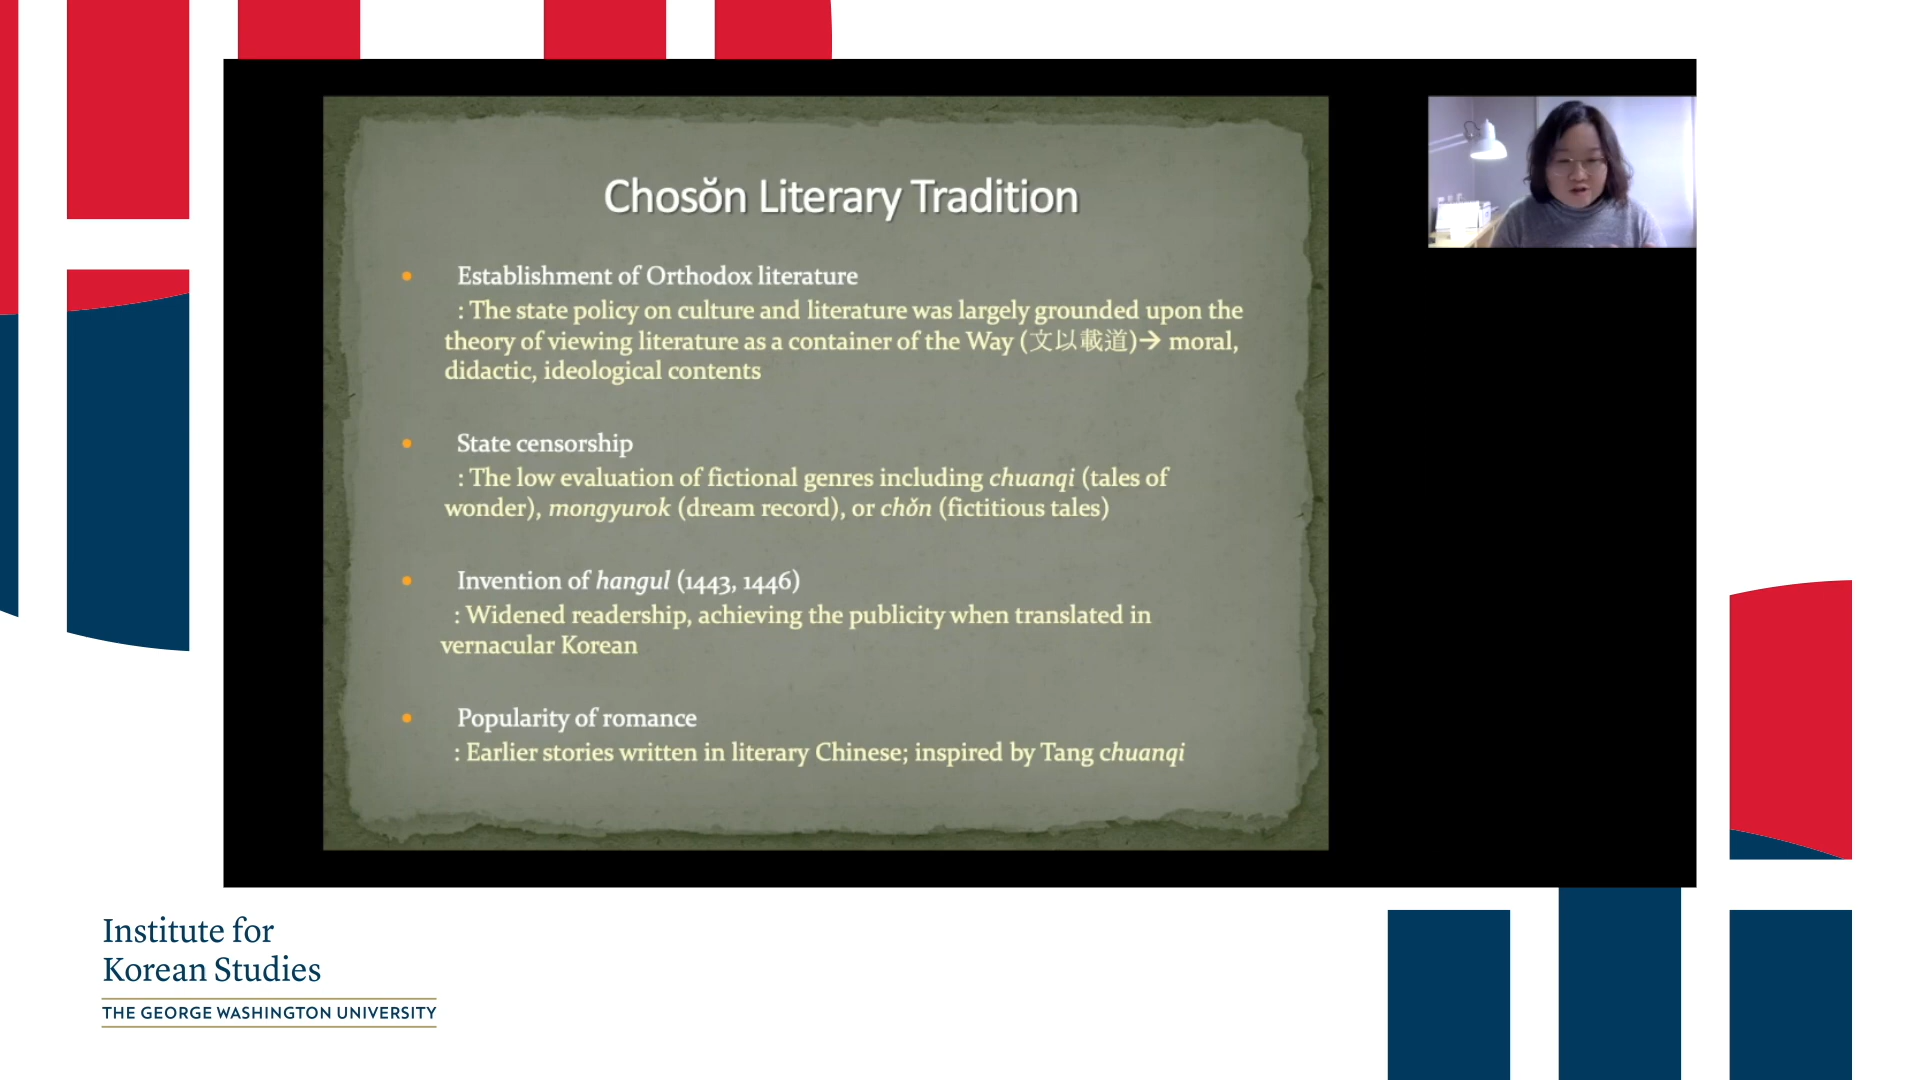 Chosŏn Literary Tradition
• Establishment of Orthodox literature
: The state policy on culture and literature was largely grounded upon the
theory of viewing literature as a container of the Way (文以載道)→ moral,
didactic, ideological contents
• State censorship
: The low evaluation of fictional genres including chuanqi (tales of
wonder), mongyurok (dream record), or chŏn (fictitious tales)
• Invention of hangul (1443, 1446)
: Widened readership, achieving the publicity when translated in
vernacular Korean
• Popularity of romance
: Earlier stories written in literary Chinese; inspired by Tang chuanqi
Institute for
Korean Studies
THE GEORGE WASHINGTON UNIVERSITY